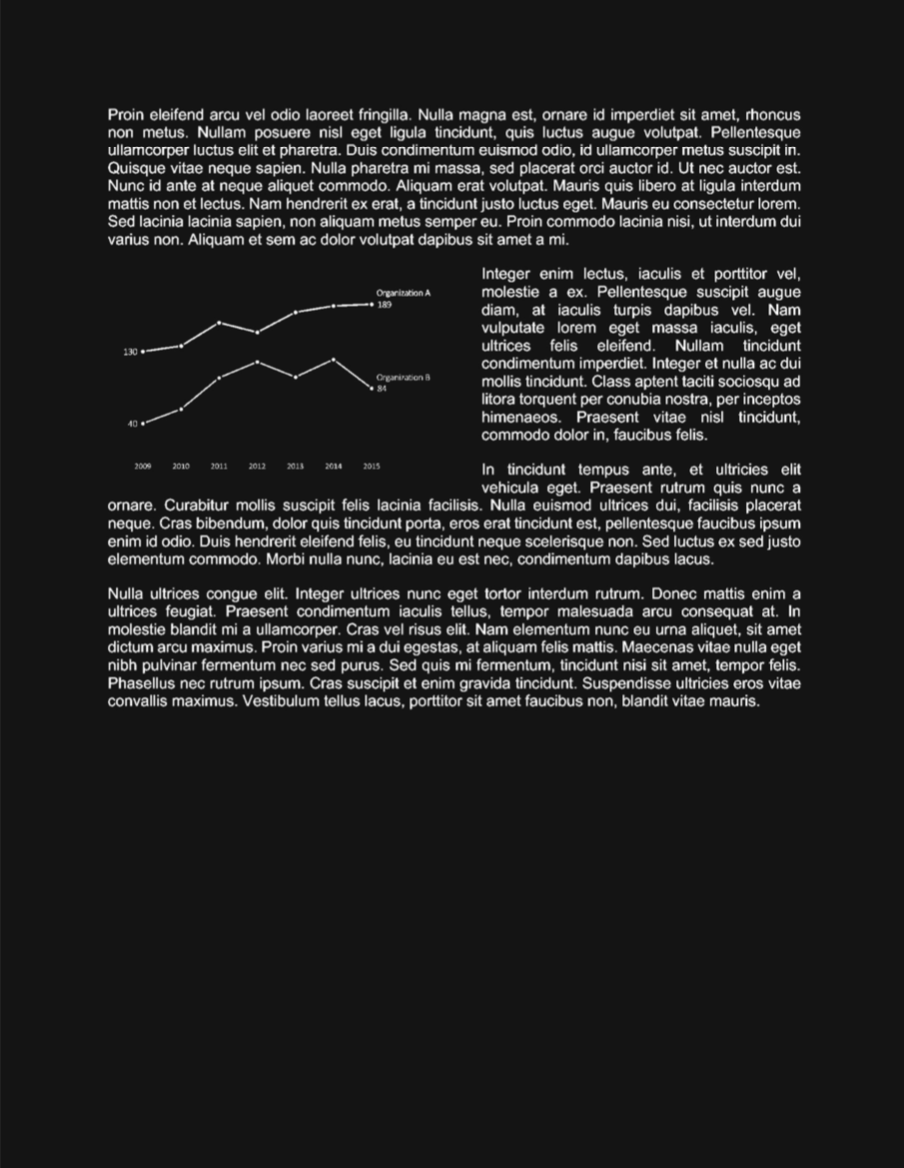 Proin eleifend arcu vel odio laoreet fringilla. Nulla magna est, ornare id imperdiet sit amet, rhoncus
non metus. Nullam posuere nisl eget ligula tincidunt, quis luctus augue volutpat. Pellentesque
ullamcorper luctus elit et pharetra. Duis condimentum euismod odio, id ullamcorper metus suscipit in.
Quisque vitae neque sapien. Nulla pharetra mi massa, sed placerat orci auctor id. Ut nec auctor est.
Nunc id ante at neque aliquet commodo. Aliquam erat volutpat. Mauris quis libero at ligula interdum
mattis non et lectus. Nam hendrerit ex erat, a tincidunt justo luctus eget. Mauris eu consectetur lorem.
Sed lacinia lacinia sapien, non aliquam metus semper eu. Proin commodo lacinia nisi, ut interdum dui
varius non. Aliquam et sem ac dolor volutpat dapibus sit amet a mi.
Organization A
189
130
Organization B
84
40
2009 2010 2011 2012 2013 2014 2015
Integer enim lectus, iaculis et porttitor vel,
molestie a ex. Pellentesque suscipit augue
diam, at iaculis turpis dapibus vel. Nam
vulputate lorem eget massa iaculis, eget
ultrices felis eleifend. Nullam tincidunt
condimentum imperdiet. Integer et nulla ac dui
mollis tincidunt. Class aptent taciti sociosqu ad
litora torquent per conubia nostra, per inceptos
himenaeos. Praesent vitae nisl tincidunt,
commodo dolor in, faucibus felis.
In tincidunt tempus ante, et ultricies elit
vehicula eget. Praesent rutrum quis nunc a
ornare. Curabitur mollis suscipit felis lacinia facilisis. Nulla euismod ultrices dui, facilisis placerat
neque. Cras bibendum, dolor quis tincidunt porta, eros erat tincidunt est, pellentesque faucibus ipsum
enim id odio. Duis hendrerit eleifend felis, eu tincidunt neque scelerisque non. Sed luctus ex sed justo
elementum commodo. Morbi nulla nunc, lacinia eu est nec, condimentum dapibus lacus.
Nulla ultrices congue elit. Integer ultrices nunc eget tortor interdum rutrum. Donec mattis enim a
ultrices feugiat. Praesent condimentum iaculis tellus, tempor malesuada arcu consequat at. In
molestie blandit mi a ullamcorper. Cras vel risus elit. Nam elementum nunc eu urna aliquet, sit amet
dictum arcu maximus. Proin varius mi a dui egestas, at aliquam felis mattis. Maecenas vitae nulla eget
nibh pulvinar fermentum nec sed purus. Sed quis mi fermentum, tincidunt nisi sit amet, tempor felis.
Phasellus nec rutrum ipsum. Cras suscipit et enim gravida tincidunt. Suspendisse ultricies eros vitae
convallis maximus. Vestibulum tellus lacus, porttitor sit amet faucibus non, blandit vitae mauris.